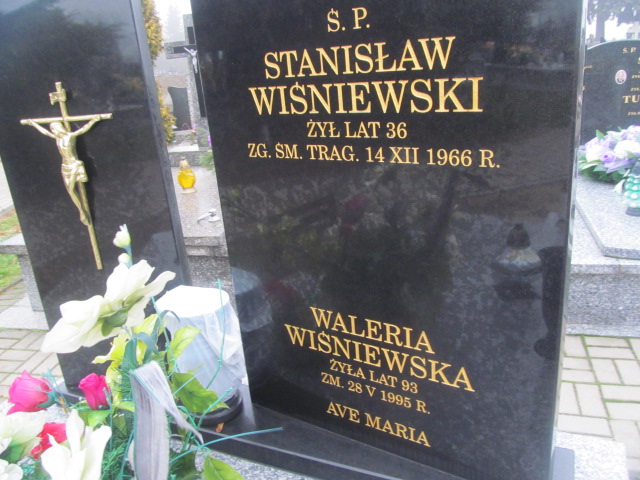 Ś. P.
STANISŁAW
WIŚNIEWSKI
ŻYŁ LAT 36
ZG. ŚM. TRAG. 14 XII 1966 R.
WALERIA
WIŚNIEWSKA
ŻYŁA LAT 93
ZM. 28 V 1995 R.
AVE MARIA